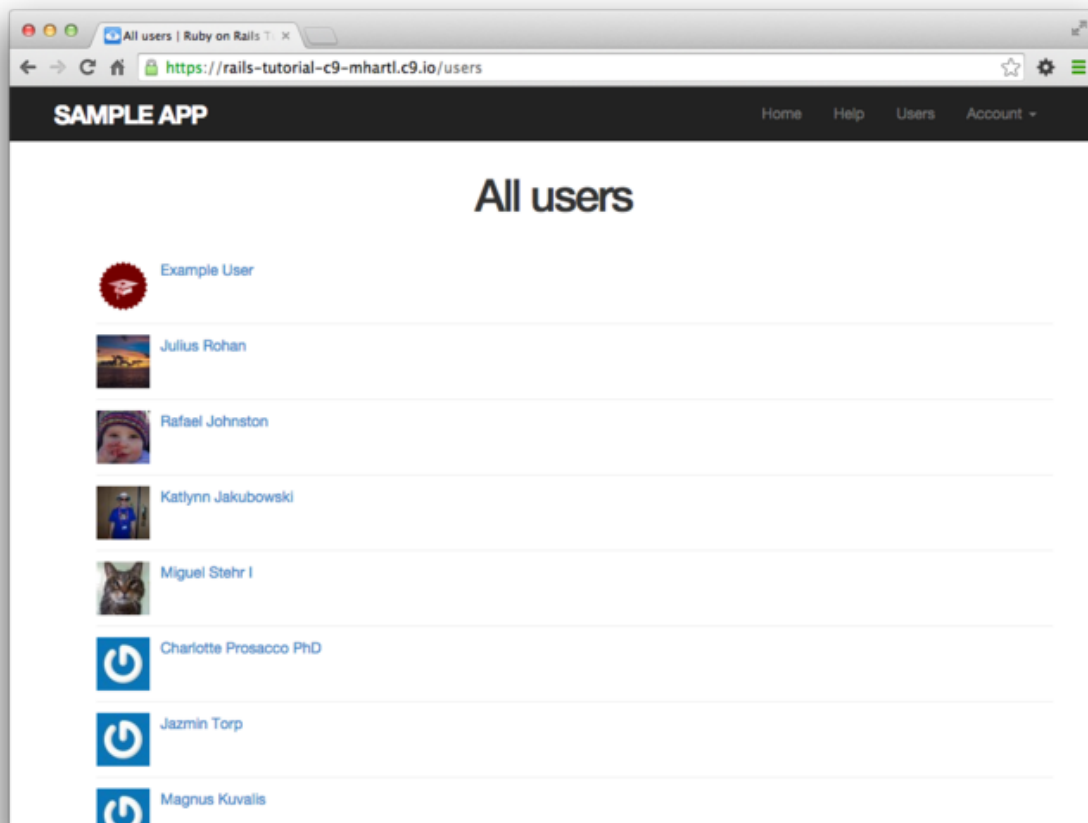 All users | Ruby on Rails T
https://rails-tutorial-c9-mhartl.c9.io/users
SAMPLE APP
Home Help Users Account
All users
Example User
Julius Rohan
Rafael Johnston
Katlynn Jakubowski
Miguel Stehr I
Charlotte Prosacco PhD
Jazmin Torp
Magnus Kuvalis